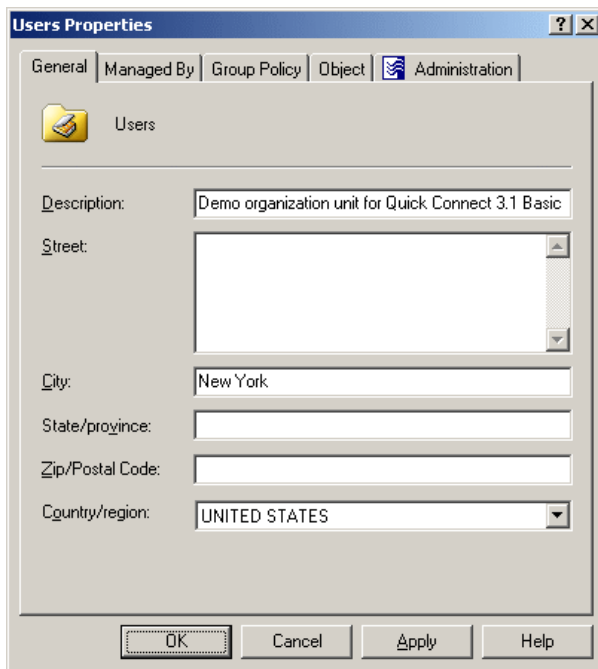 Users Properties
General Managed By Group Policy Object Administration
Users
Description: Demo organization unit for Quick Connect 3.1 Basic
Street:
City: New York
State/province:
Zip/Postal Code:
Country/region: UNITED STATES
OK Cancel Apply Help